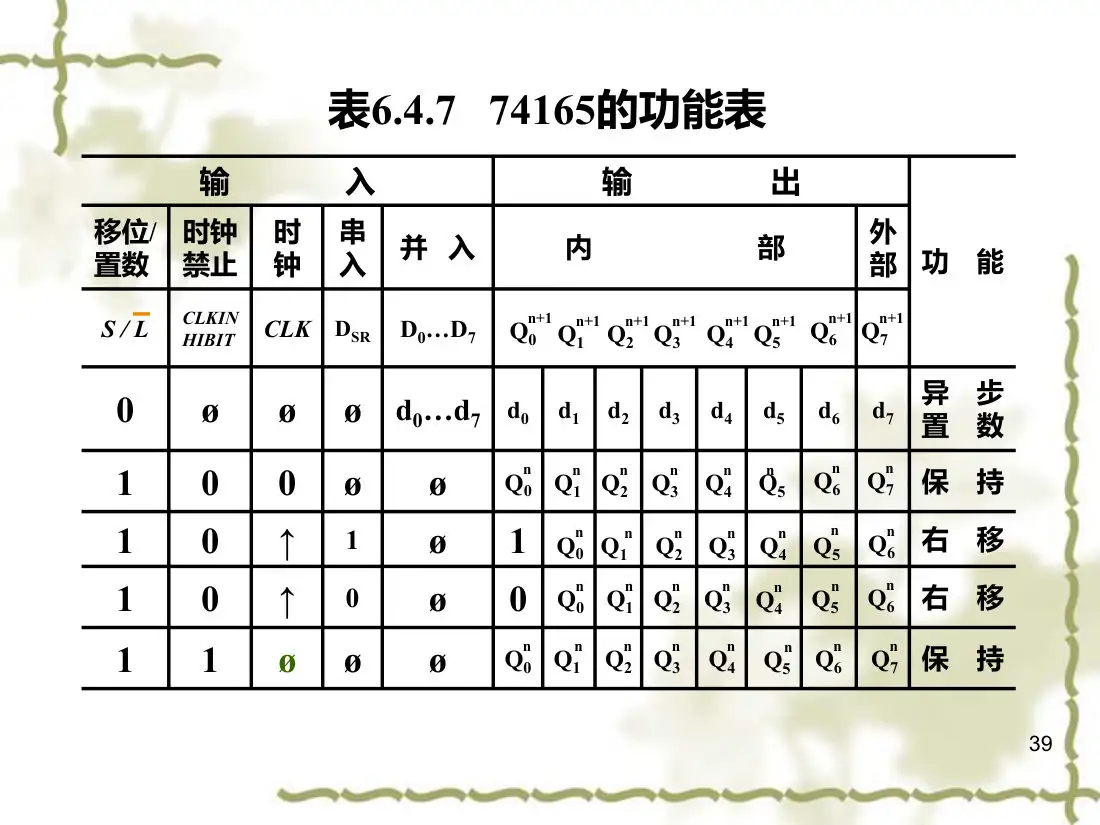 表6.4.7 74165的功能表
输 入 输 出
移位/置数 时钟禁止 时钟 串入 并 入 内 部 外部 功 能
S / L̅ CLKIN HIBIT CLK D_SR D₀…D₇ Q₀ⁿ⁺¹ Q₁ⁿ⁺¹ Q₂ⁿ⁺¹ Q₃ⁿ⁺¹ Q₄ⁿ⁺¹ Q₅ⁿ⁺¹ Q₆ⁿ⁺¹ Q₇ⁿ⁺¹
0 ø ø ø d₀…d₇ d₀ d₁ d₂ d₃ d₄ d₅ d₆ d₇ 异步置数
1 0 0 ø ø Q₀ⁿ Q₁ⁿ Q₂ⁿ Q₃ⁿ Q₄ⁿ Q₅ⁿ Q₆ⁿ Q₇ⁿ 保 持
1 0 ↑ 1 ø 1 Q₀ⁿ Q₁ⁿ Q₂ⁿ Q₃ⁿ Q₄ⁿ Q₅ⁿ Q₆ⁿ 右 移
1 0 ↑ 0 ø 0 Q₀ⁿ Q₁ⁿ Q₂ⁿ Q₃ⁿ Q₄ⁿ Q₅ⁿ Q₆ⁿ 右 移
1 1 ø ø ø Q₀ⁿ Q₁ⁿ Q₂ⁿ Q₃ⁿ Q₄ⁿ Q₅ⁿ Q₆ⁿ Q₇ⁿ 保 持
39